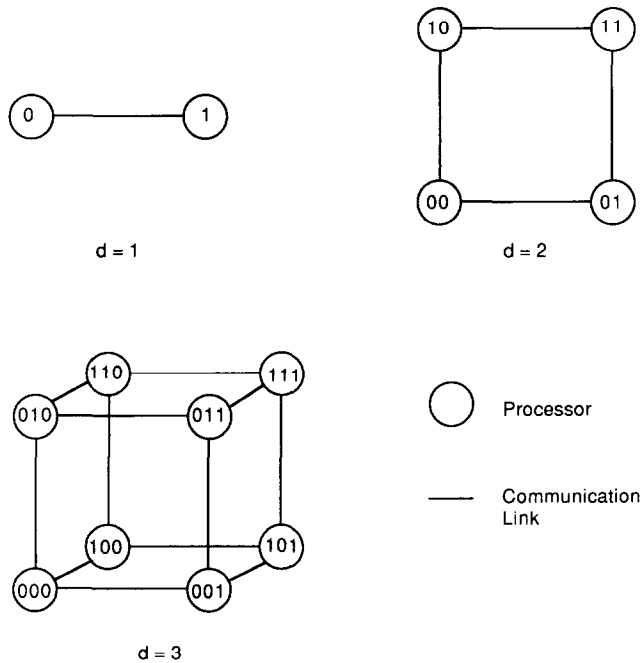 10 11
0 1
00 01
d = 1
d = 2
110 111
010 011
Processor
Communication
Link
100 101
000 001
d = 3